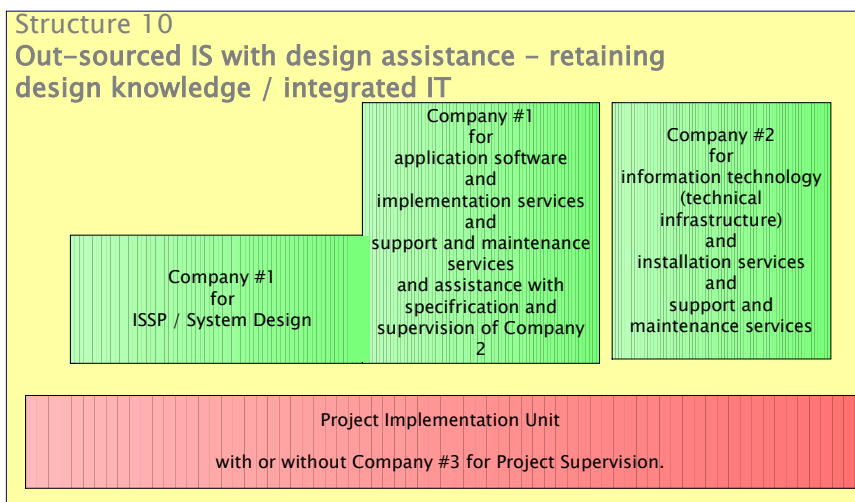 Structure 10
Out-sourced IS with design assistance – retaining
design knowledge / integrated IT
Company #1
for
ISSP / System Design
Company #1
for
application software
and
implementation services
and
support and maintenance
services
and assistance with
specifrication and
supervision of Company
2
Company #2
for
information technology
(technical
infrastructure)
and
installation services
and
support and
maintenance services
Project Implementation Unit
with or without Company #3 for Project Supervision.